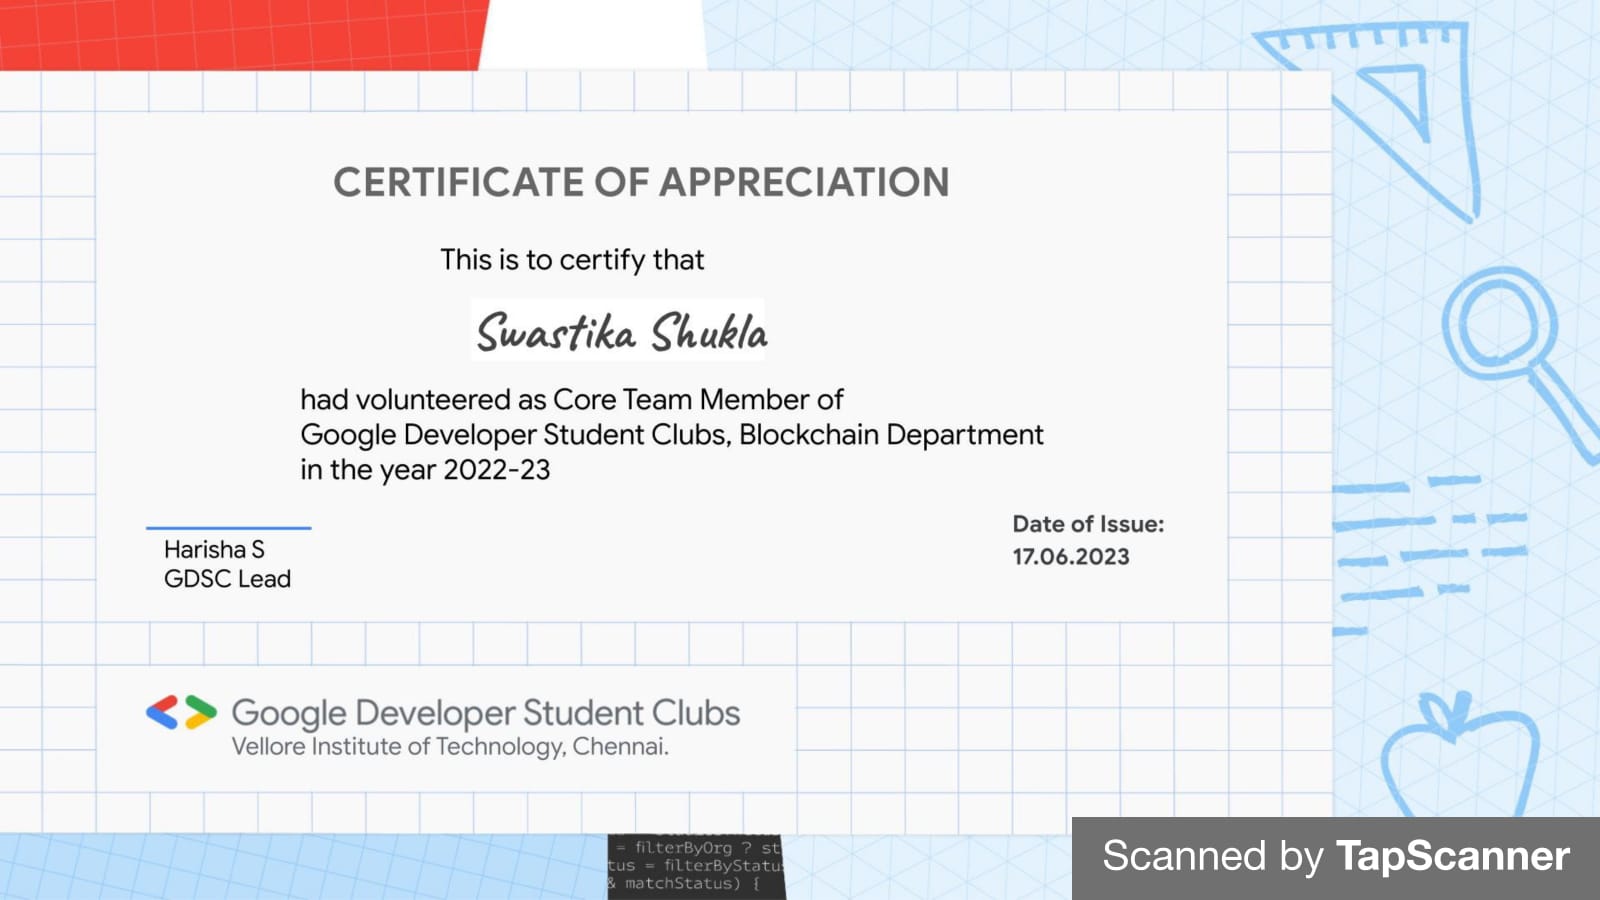 CERTIFICATE OF APPRECIATION
This is to certify that
Swastika Shukla
had volunteered as Core Team Member of
Google Developer Student Clubs, Blockchain Department
in the year 2022-23
Harisha S
GDSC Lead
Date of Issue:
17.06.2023
Google Developer Student Clubs
Vellore Institute of Technology, Chennai.
= filterByOrg ? st
tus = filterByStatu
& matchStatus) {
Scanned by TapScanner